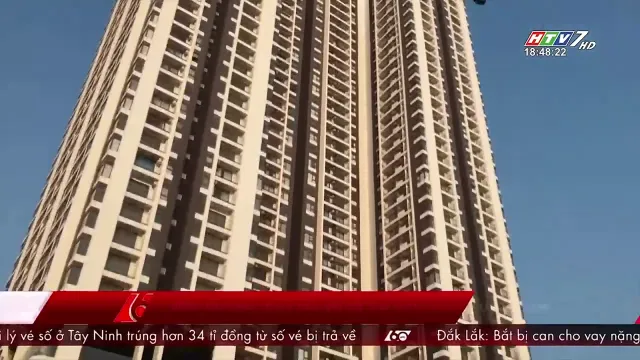 HTV7 HD
18:48:22
lý vé số ở Tây Ninh trúng hơn 34 tỉ đồng từ số vé bị trả về 60 Đắk Lắk: Bắt bị can cho vay nặng